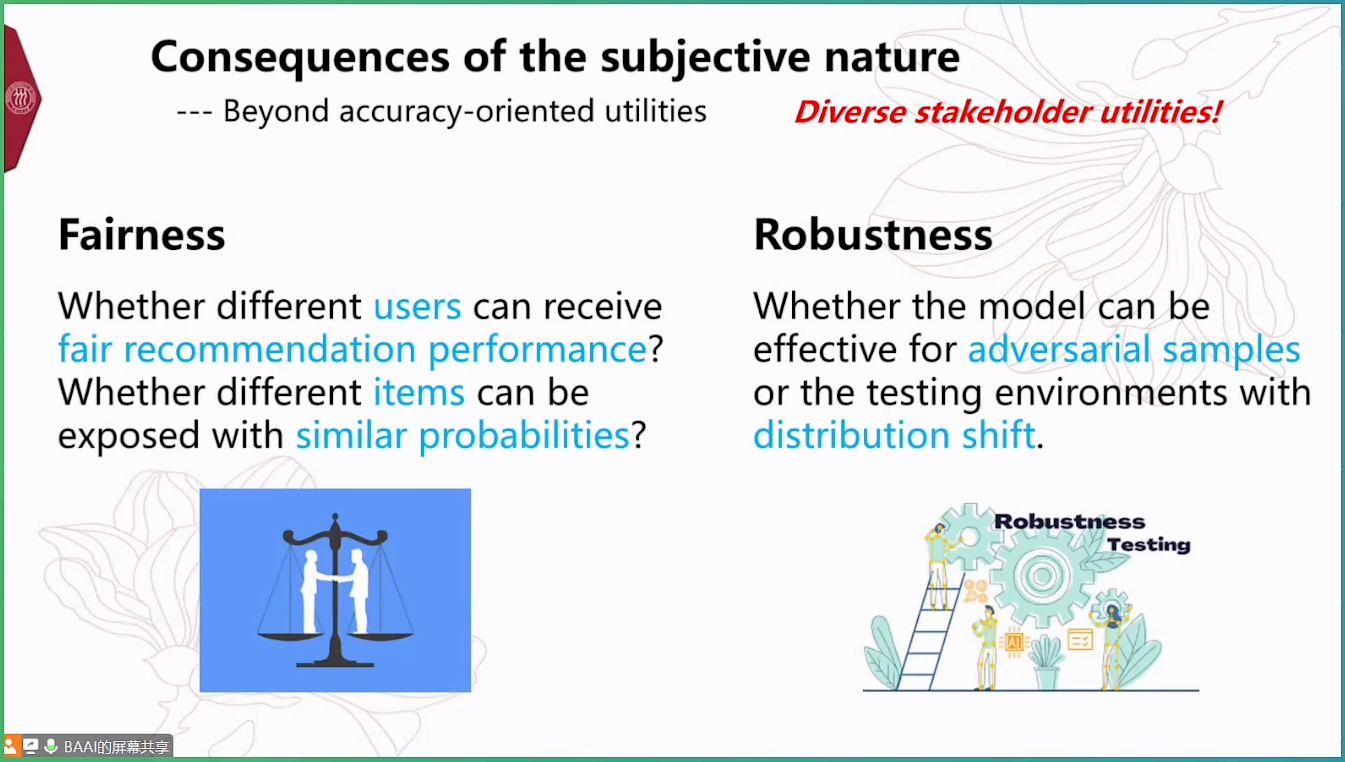 Consequences of the subjective nature
--- Beyond accuracy-oriented utilities
Diverse stakeholder utilities!
Fairness
Whether different users can receive
fair recommendation performance?
Whether different items can be
exposed with similar probabilities?
Robustness
Whether the model can be
effective for adversarial samples
or the testing environments with
distribution shift.
Robustness
Testing
AI
BAAI的屏幕共享